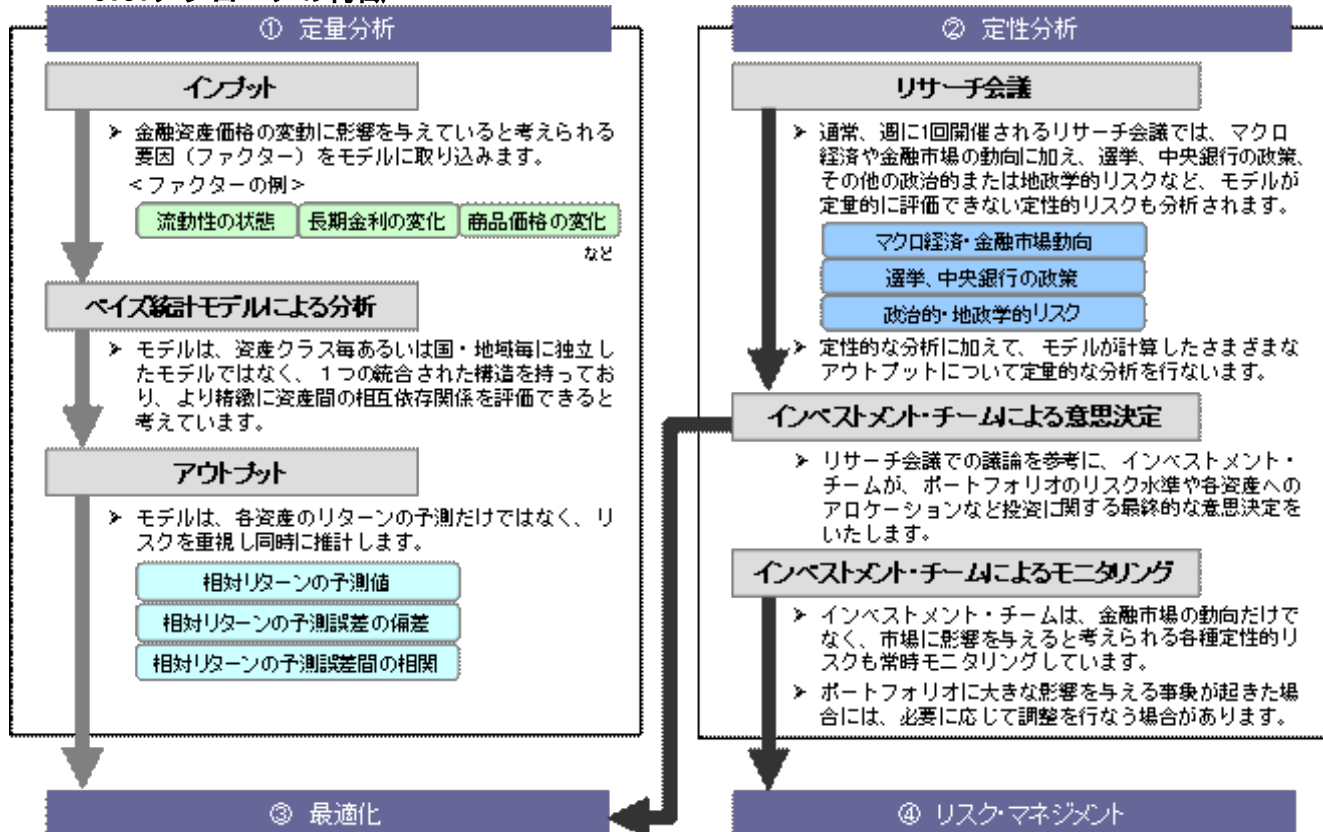 ① 定量分析
インプット
➢ 金融資産価格の変動に影響を与えていると考えられる
要因（ファクター）をモデルに取り込みます。
＜ファクターの例＞
流動性の状態 長期金利の変化 商品価格の変化
など
ベイズ統計モデルによる分析
➢ モデルは、資産クラス毎あるいは国・地域毎に独立し
たモデルではなく、１つの統合された構造を持ってお
り、より精緻に資産間の相互依存関係を評価できると
考えています。
アウトプット
➢ モデルは、各資産のリターンの予測だけではなく、リ
スクを重視し同時に推計します。
相対リターンの予測値
相対リターンの予測誤差の偏差
相対リターンの予測誤差間の相関
② 定性分析
リサーチ会議
➢ 通常、週に1回開催されるリサーチ会議では、マクロ
経済や金融市場の動向に加え、選挙、中央銀行の政策、
その他の政治的または地政学的リスクなど、モデルが
定量的に評価できない定性的リスクも分析されます。
マクロ経済・金融市場動向
選挙、中央銀行の政策
政治的・地政学的リスク
➢ 定性的な分析に加えて、モデルが計算したさまざまな
アウトプットについて定量的な分析を行ないます。
インベストメント・チームによる意思決定
➢ リサーチ会議での議論を参考に、インベストメント・
チームが、ポートフォリオのリスク水準や各資産への
アロケーションなど投資に関する最終的な意思決定を
いたします。
インベストメント・チームによるモニタリング
➢ インベストメント・チームは、金融市場の動向だけで
なく、市場に影響を与えると考えられる各種定性的リ
スクも常時モニタリングしています。
➢ ポートフォリオに大きな影響を与える事象が起きた場
合には、必要に応じて調整を行なう場合があります。
③ 最適化
④ リスク・マネジメント